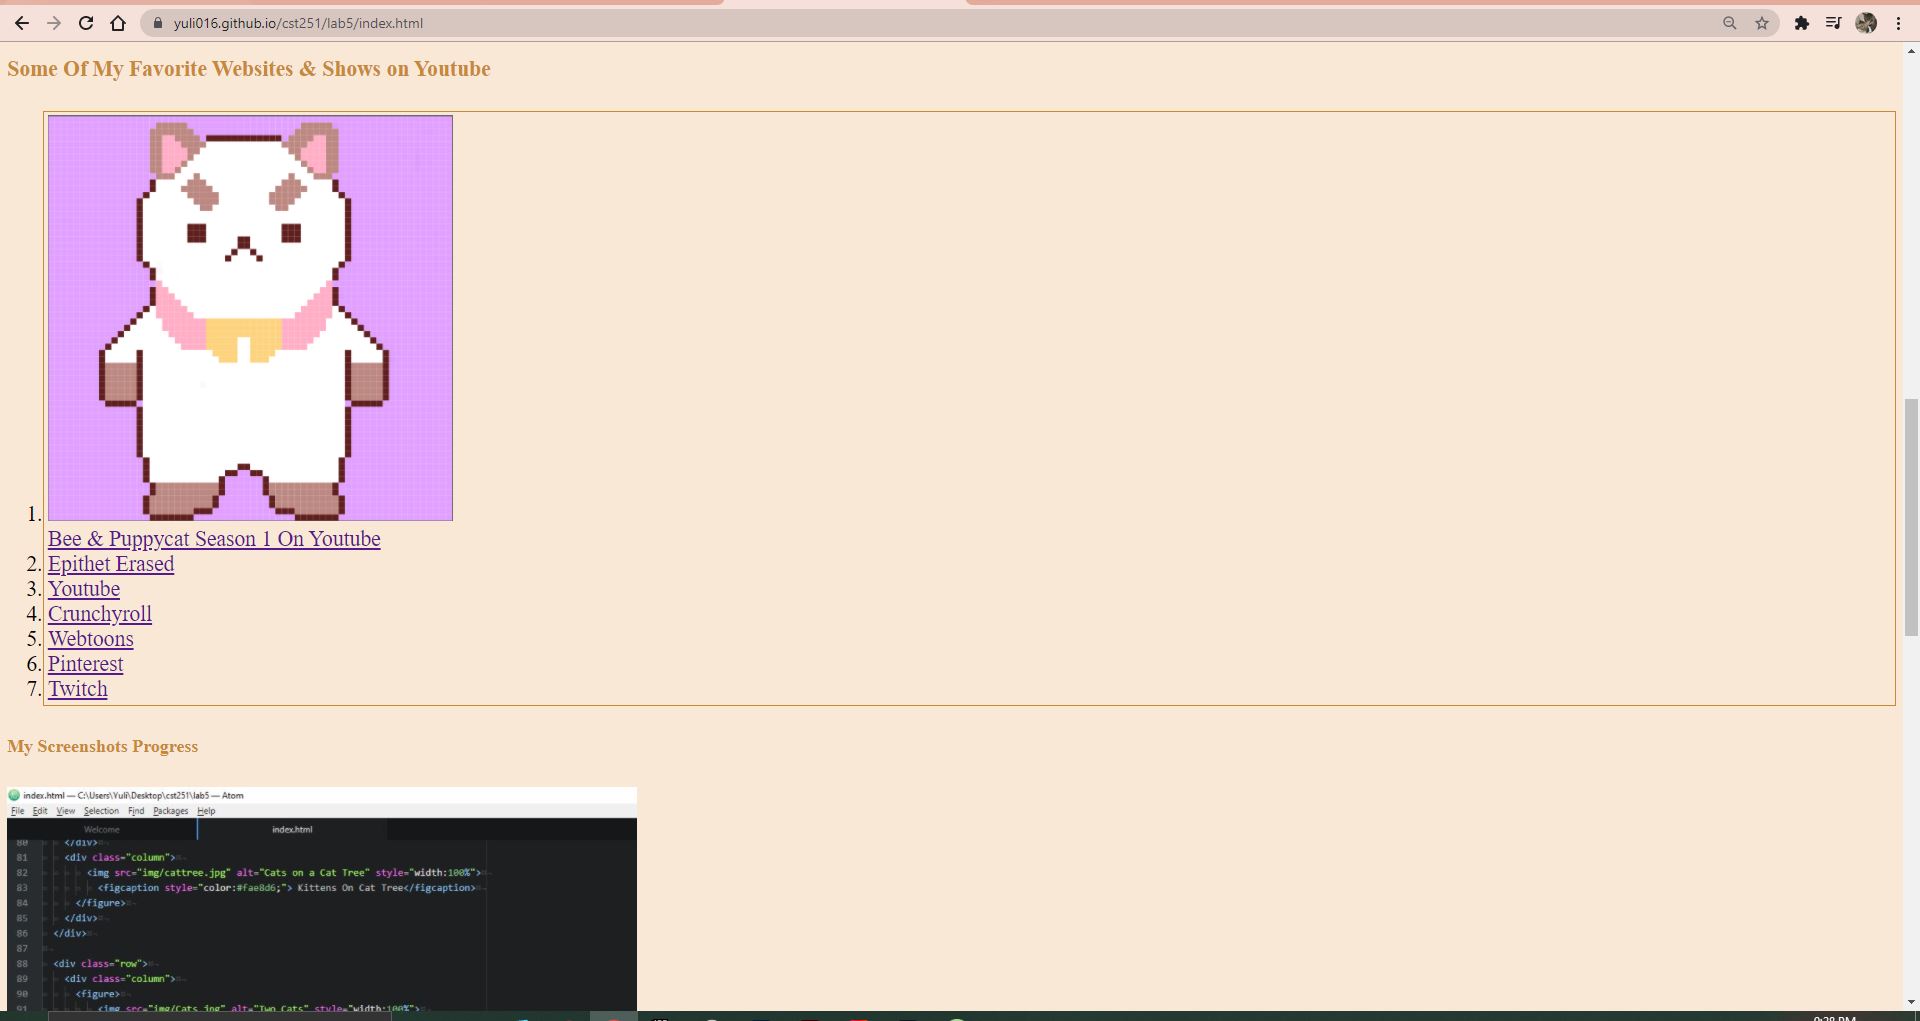 yuli016.github.io/cst251/lab5/index.html
Some Of My Favorite Websites & Shows on Youtube
1.
Bee & Puppycat Season 1 On Youtube
2. Epithet Erased
3. Youtube
4. Crunchyroll
5. Webtoons
6. Pinterest
7. Twitch
My Screenshots Progress
index.html — C:\Users\Yuli\Desktop\cst251\lab5 — Atom
File Edit View Selection Find Packages Help
Welcome index.html
80 </div>
81 <div class="column">
82 <img src="img/cattree.jpg" alt="Cats on a Cat Tree" style="width:100%">
83 <figcaption style="color:#fae8d6;"> Kittens On Cat Tree</figcaption>
84 </figure>
85 </div>
86 </div>
87
88 <div class="row">
89 <div class="column">
90 <figure>
91 <img src="img/Cats.jpg" alt="Two Cats" style="width:100%">
9:28 PM